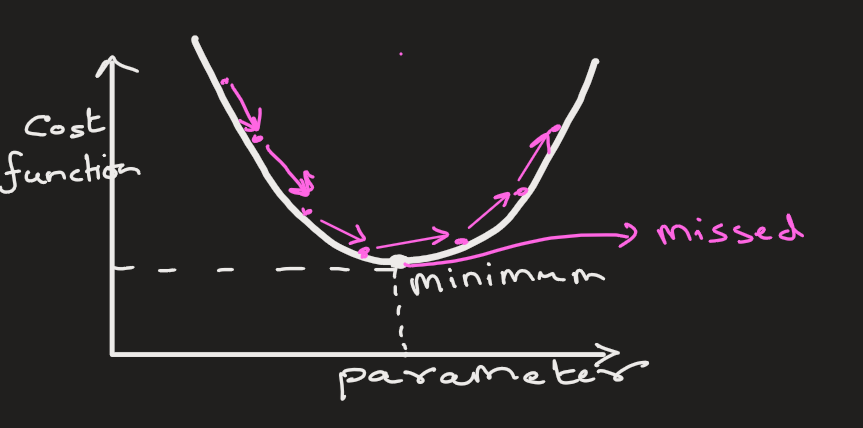 Cost
function
missed
minimum
parameter